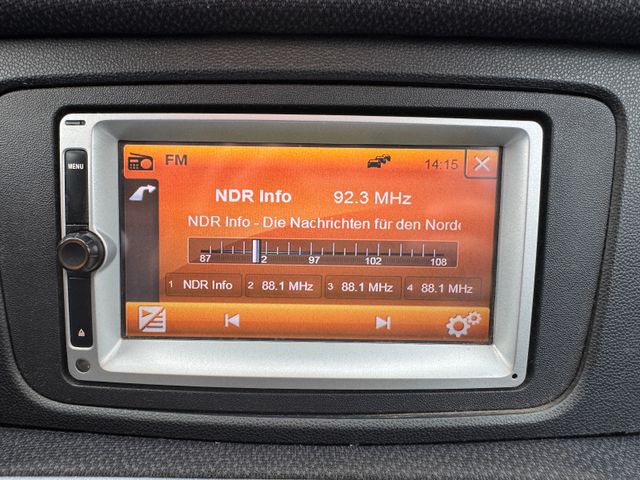 MENU
FM 14:15
NDR Info 92.3 MHz
NDR Info - Die Nachrichten für den Norde
87 2 97 102 108
1 NDR Info 2 88.1 MHz 3 88.1 MHz 4 88.1 MHz